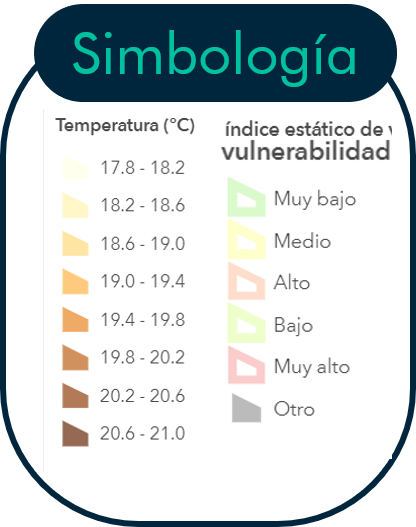 Simbología
Temperatura (°C)
17.8 - 18.2
18.2 - 18.6
18.6 - 19.0
19.0 - 19.4
19.4 - 19.8
19.8 - 20.2
20.2 - 20.6
20.6 - 21.0
índice estático de v
vulnerabilidad
Muy bajo
Medio
Alto
Bajo
Muy alto
Otro